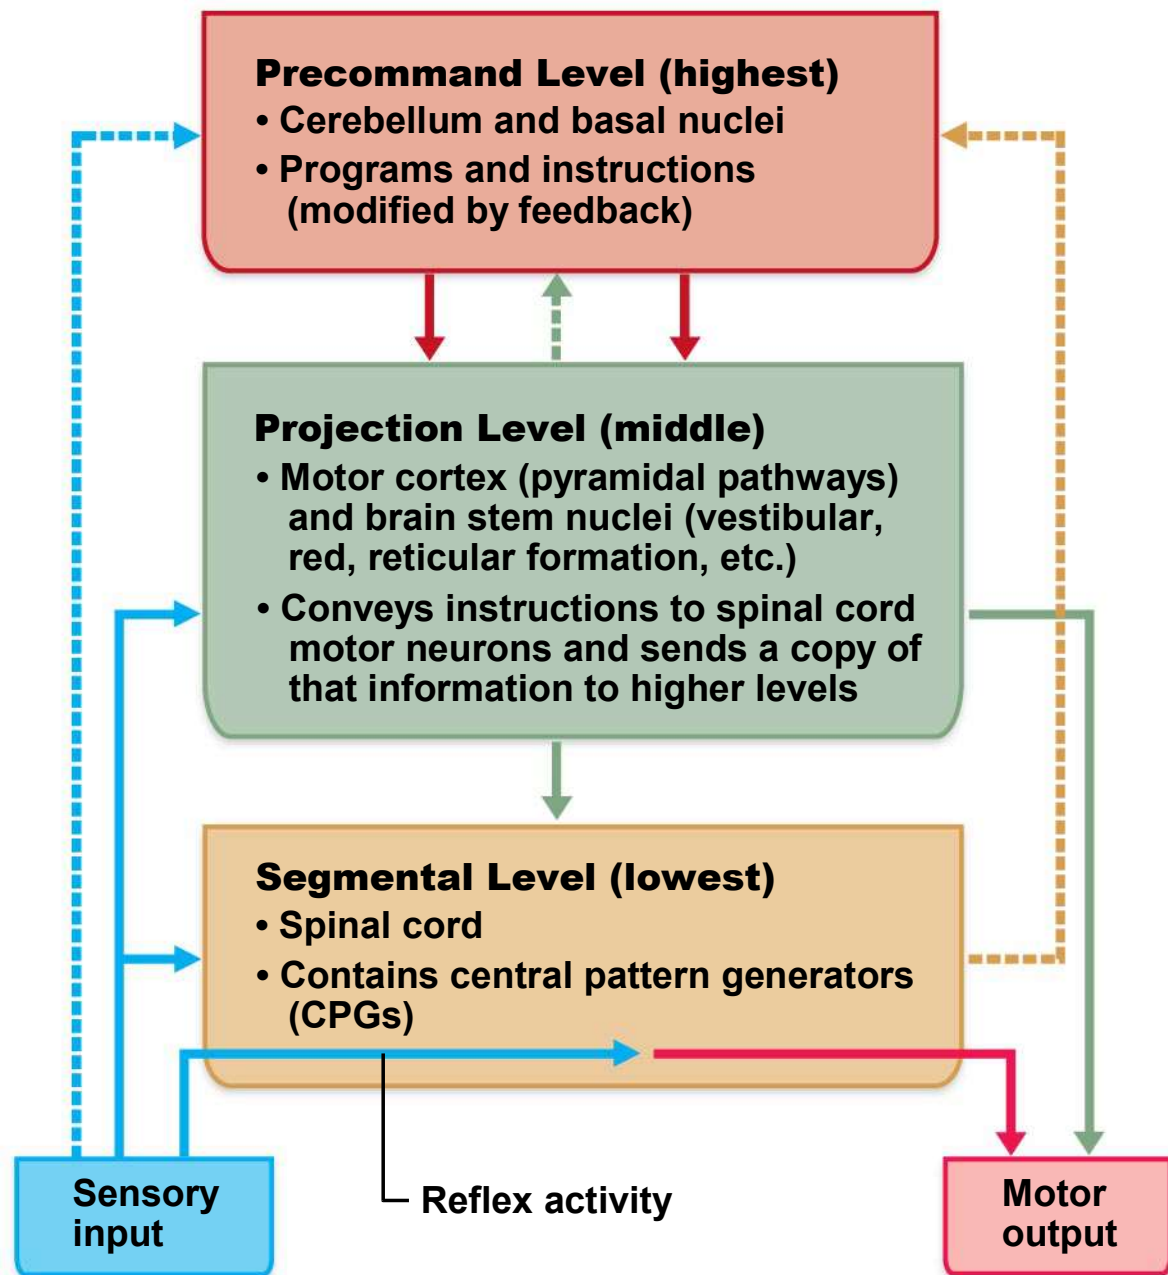 Precommand Level (highest)
• Cerebellum and basal nuclei
• Programs and instructions
(modified by feedback)
Projection Level (middle)
• Motor cortex (pyramidal pathways)
and brain stem nuclei (vestibular,
red, reticular formation, etc.)
• Conveys instructions to spinal cord
motor neurons and sends a copy of
that information to higher levels
Segmental Level (lowest)
• Spinal cord
• Contains central pattern generators
(CPGs)
Sensory
input
Reflex activity
Motor
output